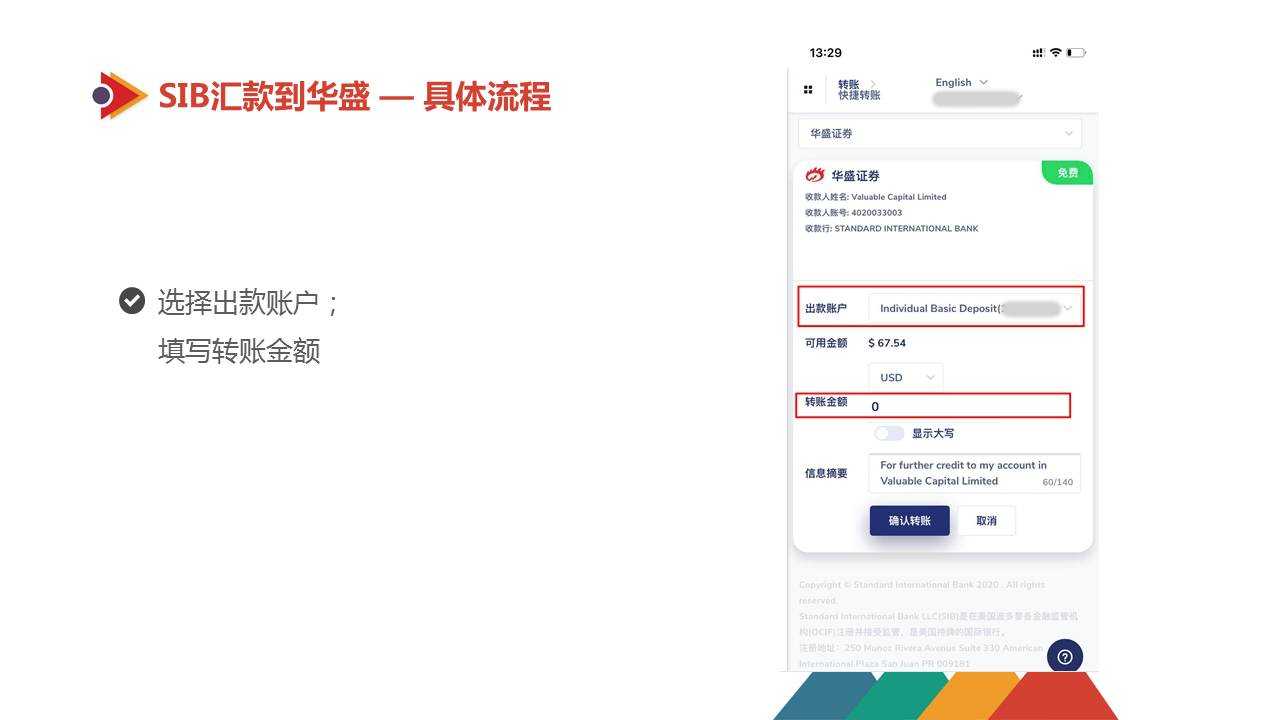 SIB汇款到华盛 — 具体流程
选择出款账户；
填写转账金额
13:29
转账
快捷转账
English
华盛证券
华盛证券
免费
收款人姓名: Valuable Capital Limited
收款人账号: 4020033003
收款行: STANDARD INTERNATIONAL BANK
出款账户 Individual Basic Deposit(
可用金额 $ 67.54
USD
转账金额 0
显示大写
信息摘要 For further credit to my account in
Valuable Capital Limited 60/140
确认转账 取消
Copyright © Standard International Bank 2020 . All rights
reserved.
Standard International Bank LLC(SIB)是在美国波多黎各金融监管机
构(OCIF)注册并接受监管，是美国持牌的国际银行。
注册地址：250 Munoz Rivera Avenue Suite 330 American
International Plaza San Juan PR 009181